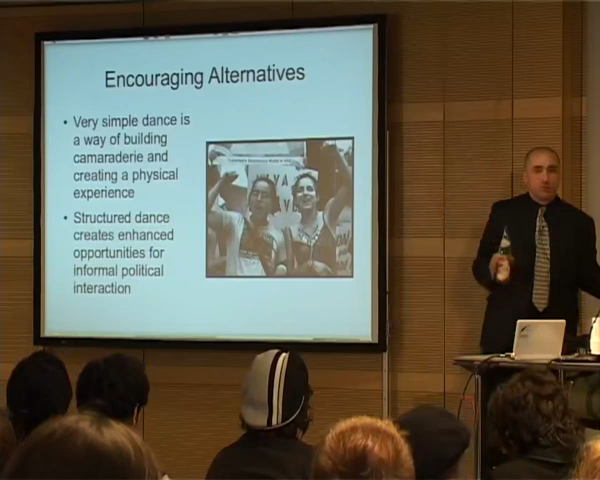 Encouraging Alternatives
• Very simple dance is
a way of building
camaraderie and
creating a physical
experience
• Structured dance
creates enhanced
opportunities for
informal political
interaction